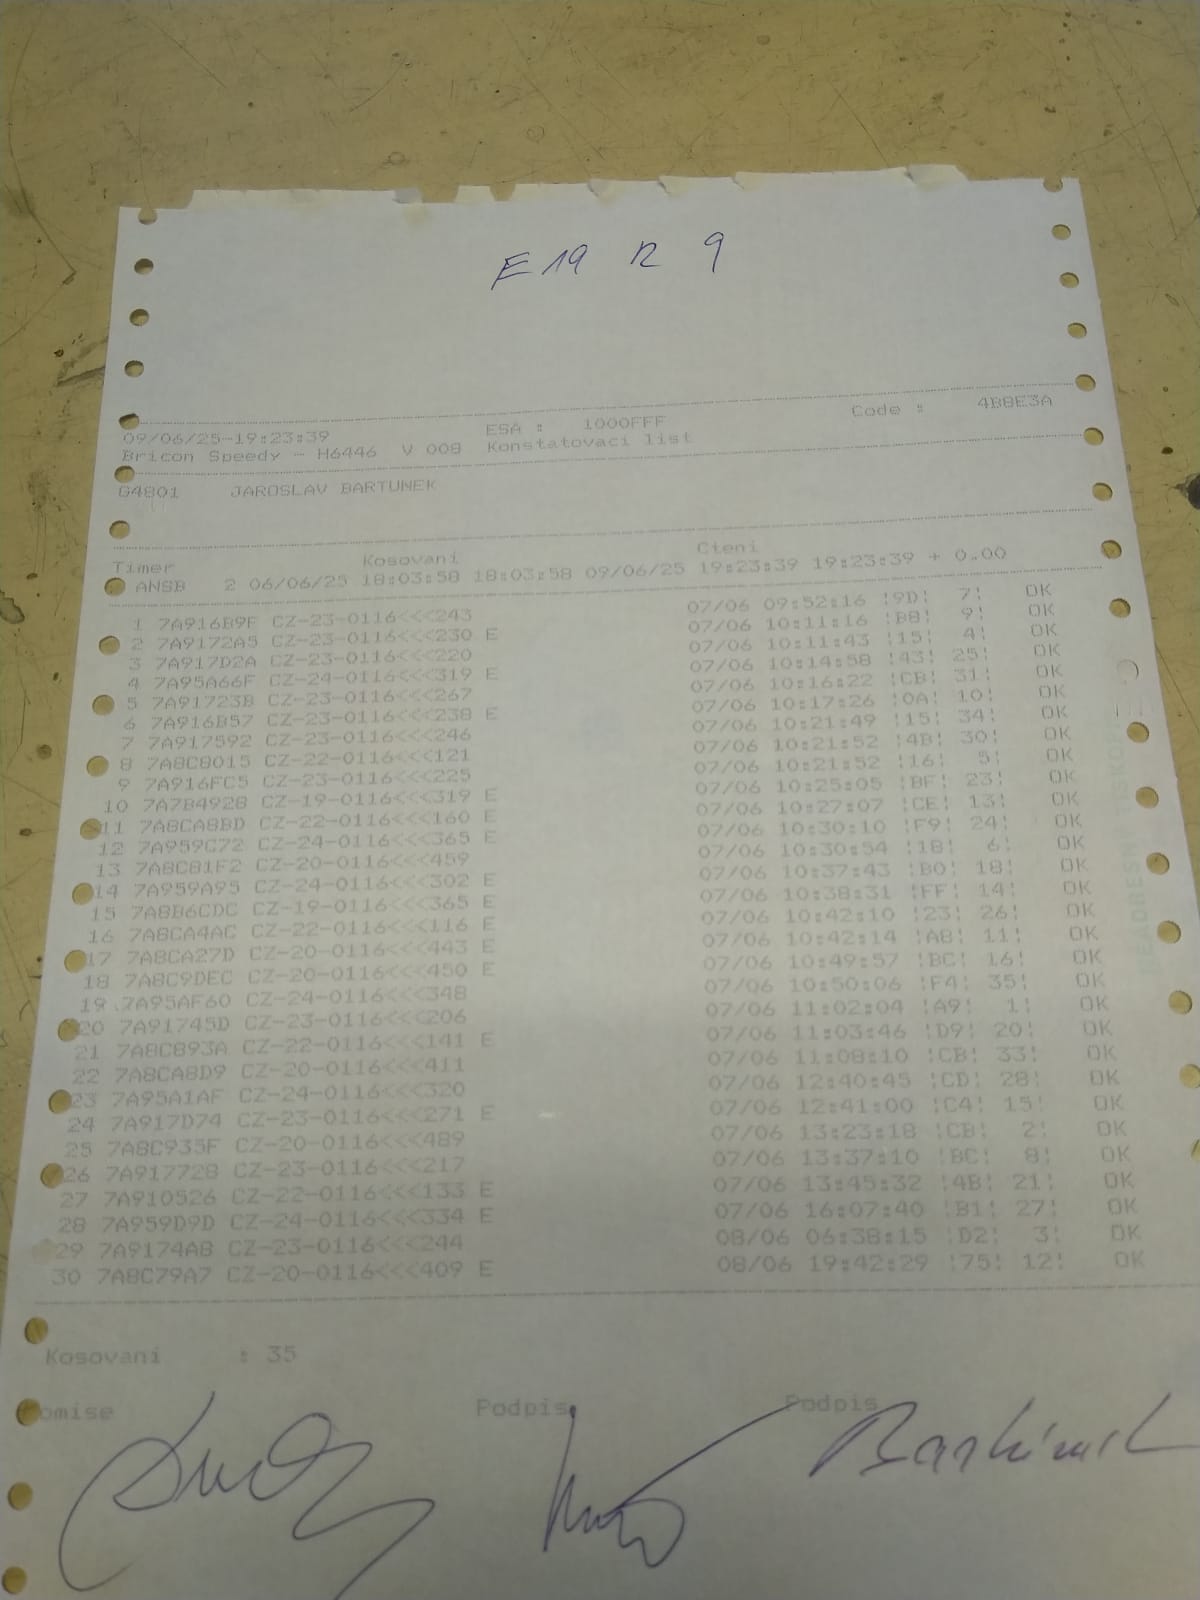 E 19 R 9
Code : 4B8E3A
09/06/25-19:23:39 ESA : 1000FFF
Bricon Speedy - H6446 V 008 Konstatovaci list
G4801 JAROSLAV BARTUNEK
Timer Kosovani Cteni
ANSB 2 06/06/25 18:03:58 18:03:58 09/06/25 19:23:39 19:23:39 + 0.00
1 7A916B9F CZ-23-0116<<<243 07/06 09:52:16 !9D! 7! OK
2 7A9172A5 CZ-23-0116<<<230 E 07/06 10:11:16 !B8! 9! OK
3 7A917D2A CZ-23-0116<<<220 07/06 10:11:43 !15! 4! OK
4 7A95A66F CZ-24-0116<<<319 E 07/06 10:14:58 !43! 25! OK
5 7A91723B CZ-23-0116<<<267 07/06 10:16:22 !CB! 31! OK
6 7A916B57 CZ-23-0116<<<238 E 07/06 10:17:26 !0A! 10! OK
7 7A917592 CZ-23-0116<<<246 07/06 10:21:49 !15! 34! OK
8 7A8C8015 CZ-22-0116<<<121 07/06 10:21:52 !4B! 30! OK
9 7A916FC5 CZ-23-0116<<<225 07/06 10:21:52 !16! 5! OK
10 7A7B4928 CZ-19-0116<<<319 E 07/06 10:25:05 !BF! 23! OK
11 7A8CA8BD CZ-22-0116<<<160 E 07/06 10:27:07 !CE! 13! OK
12 7A959C72 CZ-24-0116<<<365 E 07/06 10:30:10 !F9! 24! OK
13 7A8C81F2 CZ-20-0116<<<459 07/06 10:30:54 !18! 6! OK
14 7A959A95 CZ-24-0116<<<302 E 07/06 10:37:43 !B0! 18! OK
15 7A8B6CDC CZ-19-0116<<<365 E 07/06 10:38:31 !FF! 14! OK
16 7A8CA4AC CZ-22-0116<<<116 E 07/06 10:42:10 !23! 26! OK
17 7A8CA27D CZ-20-0116<<<443 E 07/06 10:42:14 !A8! 11! OK
18 7A8C9DEC CZ-20-0116<<<450 E 07/06 10:49:57 !BC! 16! OK
19 7A95AF60 CZ-24-0116<<<348 07/06 10:50:06 !F4! 35! OK
20 7A91745D CZ-23-0116<<<206 07/06 11:02:04 !A9! 1! OK
21 7A8C893A CZ-22-0116<<<141 E 07/06 11:03:46 !D9! 20! OK
22 7A8CA8D9 CZ-20-0116<<<411 07/06 11:08:10 !CB! 33! OK
23 7A95A1AF CZ-24-0116<<<320 07/06 12:40:45 !CD! 28! OK
24 7A917D74 CZ-23-0116<<<271 E 07/06 12:41:00 !C4! 15! OK
25 7A8C935F CZ-20-0116<<<489 07/06 13:23:18 !CB! 2! OK
26 7A917728 CZ-23-0116<<<217 07/06 13:37:10 !BC! 8! OK
27 7A910526 CZ-22-0116<<<133 E 07/06 13:45:32 !4B! 21! OK
28 7A959D9D CZ-24-0116<<<334 E 07/06 16:07:40 !B1! 27! OK
29 7A9174A8 CZ-23-0116<<<244 08/06 06:38:15 !D2! 3! OK
30 7A8C79A7 CZ-20-0116<<<409 E 08/06 19:42:29 !75! 12! OK
Kosovani : 35
Komise Podpis Podpis